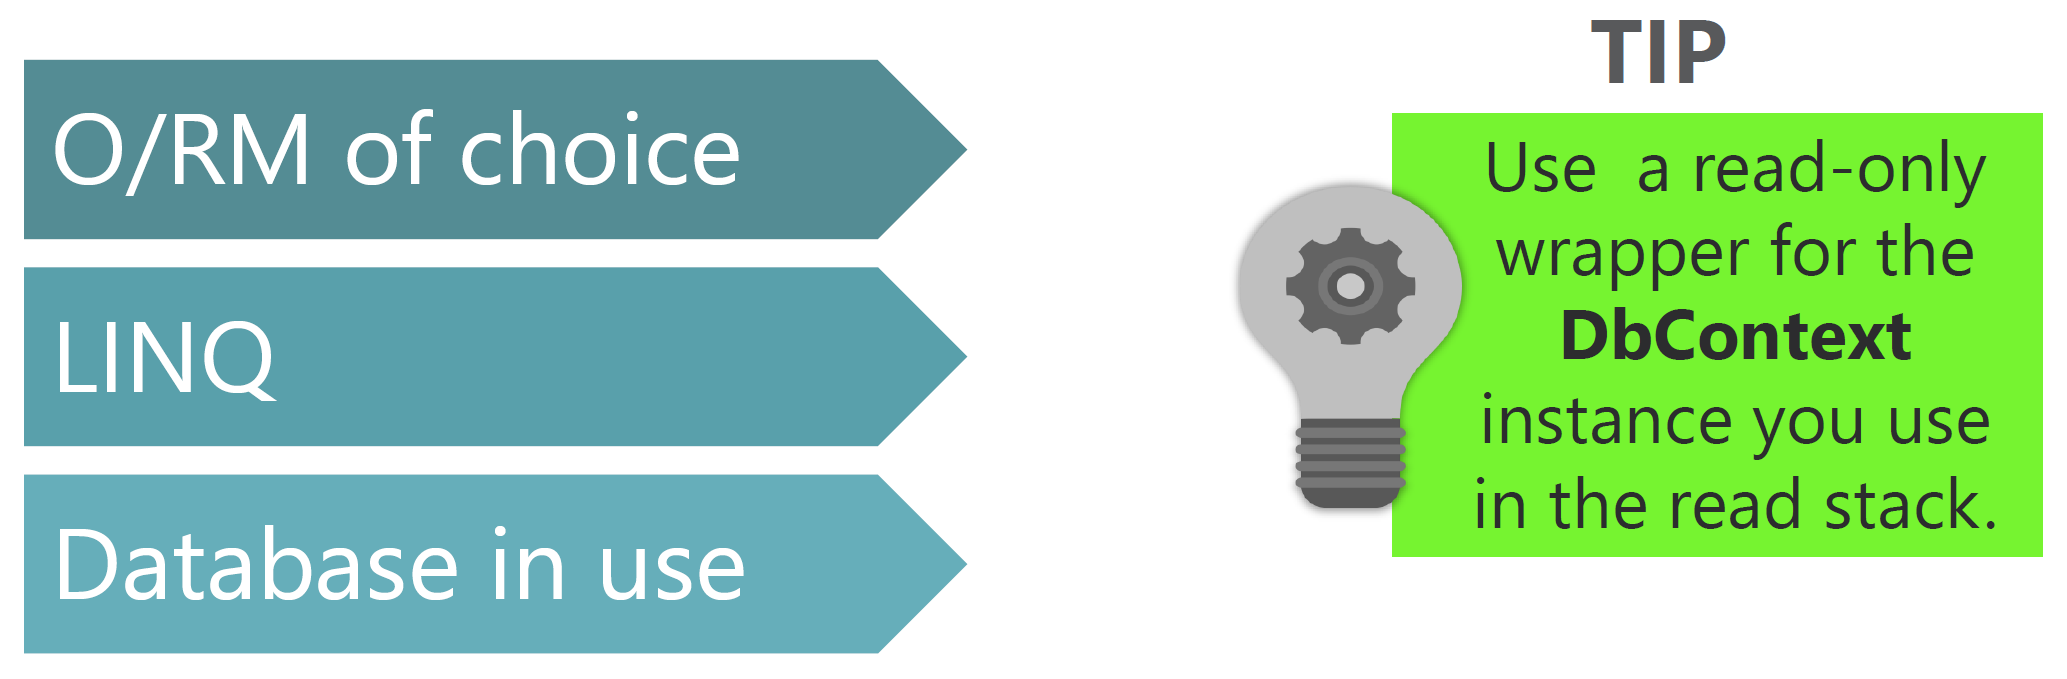 O/RM of choice
LINQ
Database in use
TIP
Use a read-only
wrapper for the
DbContext
instance you use
in the read stack.